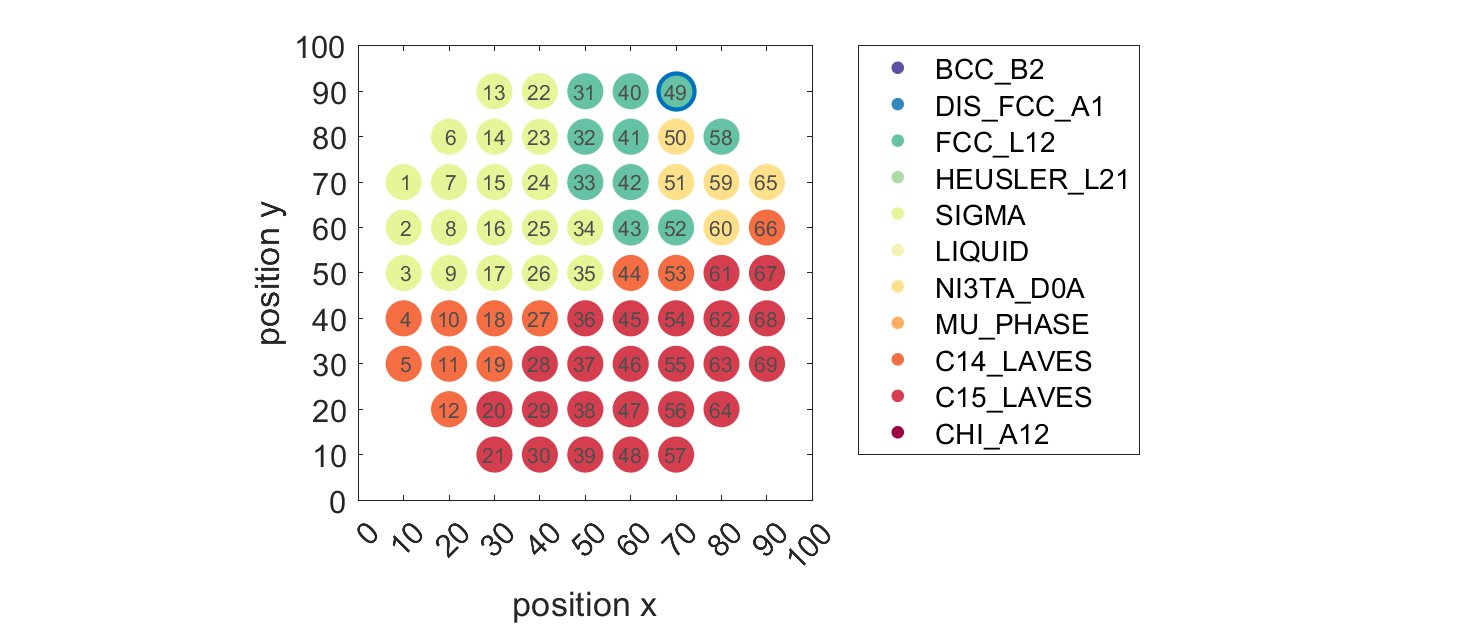 100
90 13 22 31 40 49
80 6 14 23 32 41 50 58
70 1 7 15 24 33 42 51 59 65
60 2 8 16 25 34 43 52 60 66
50 3 9 17 26 35 44 53 61 67
40 4 10 18 27 36 45 54 62 68
30 5 11 19 28 37 46 55 63 69
20 12 20 29 38 47 56 64
10 21 30 39 48 57
0
0 10 20 30 40 50 60 70 80 90 100
position x
position y
BCC_B2
DIS_FCC_A1
FCC_L12
HEUSLER_L21
SIGMA
LIQUID
NI3TA_D0A
MU_PHASE
C14_LAVES
C15_LAVES
CHI_A12